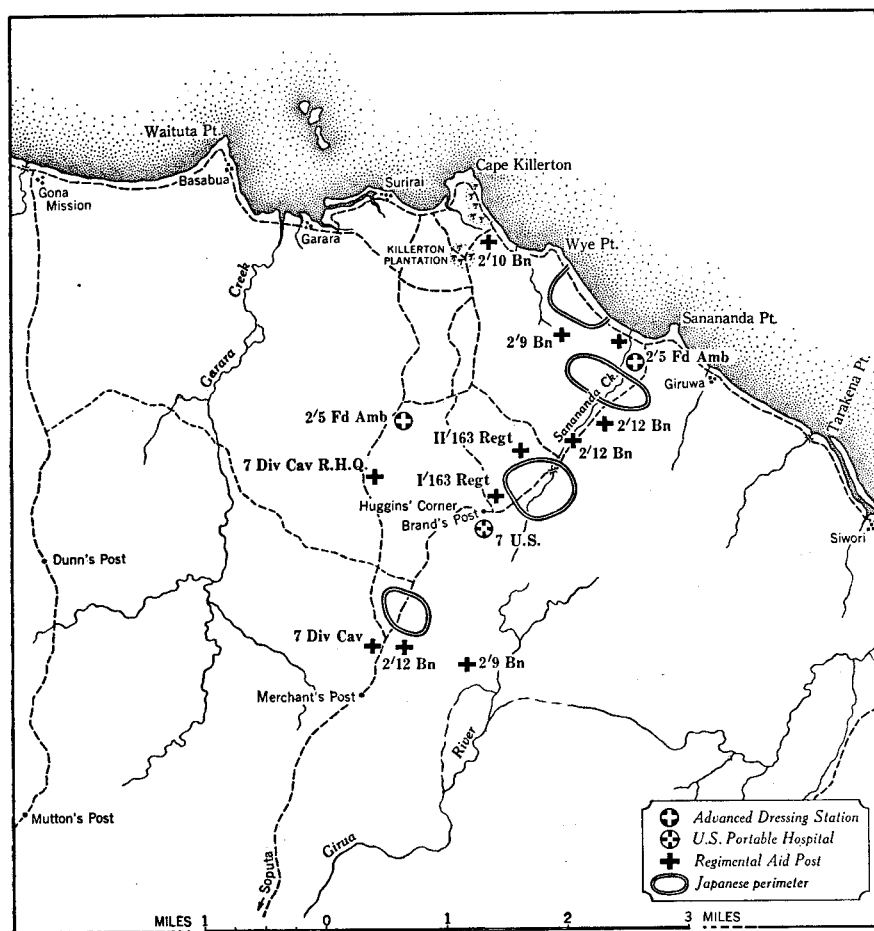 Waituta Pt.
Cape Killerton
Basabua
Surirai
Gona
Mission
Garara
KILLERTON
PLANTATION
2'10 Bn
Wye Pt.
Creek
Garara
Sanananda Pt.
2'9 Bn
2'5 Fd Amb
Giruwa
Tarakena Pt.
Sanananda Ck.
2'5 Fd Amb
2'12 Bn
II'163 Regt
2'12 Bn
7 Div Cav R.H.Q.
I'163 Regt
Huggins' Corner
Brand's Post
7 U.S.
Siwori
Dunn's Post
7 Div Cav
2'12 Bn
2'9 Bn
Merchant's Post
River
Girua
Mutton's Post
Soputa
Advanced Dressing Station
U.S. Portable Hospital
Regimental Aid Post
Japanese perimeter
MILES 1 0 1 2 3 MILES